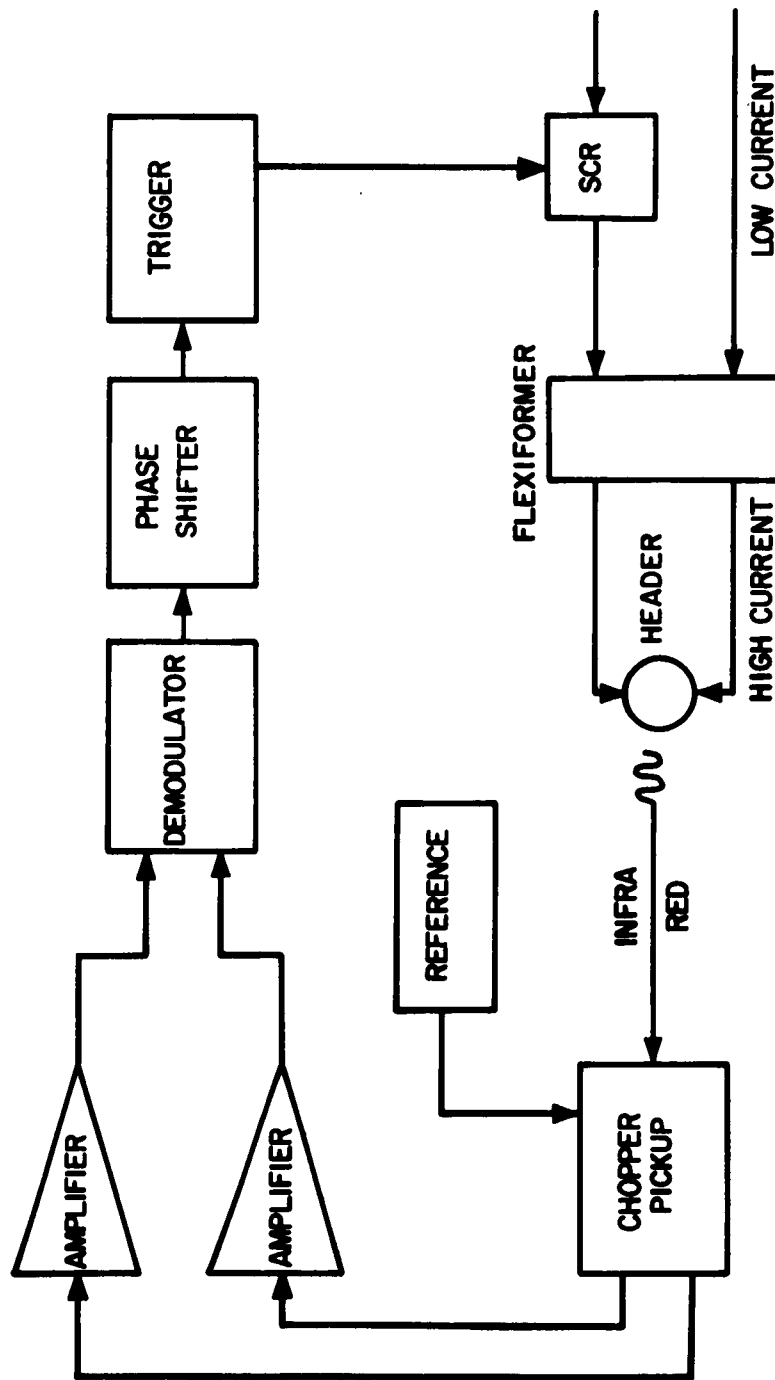 AMPLIFIER
AMPLIFIER
DEMODULATOR
PHASE
SHIFTER
TRIGGER
REFERENCE
CHOPPER
PICKUP
INFRA
RED
HEADER
HIGH CURRENT
FLEXIFORMER
SCR
LOW CURRENT